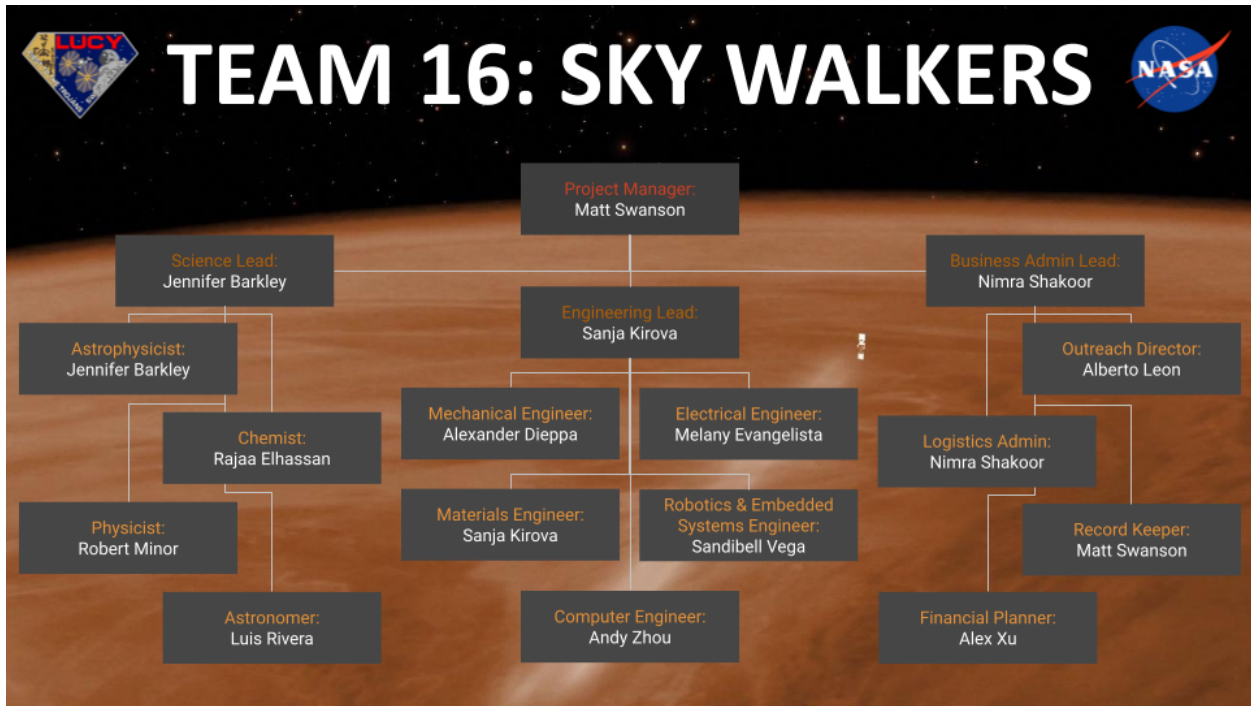 LUCY
TROJANS
TEAM 16: SKY WALKERS
NASA
Project Manager:
Matt Swanson
Science Lead:
Jennifer Barkley
Business Admin Lead:
Nimra Shakoor
Engineering Lead:
Sanja Kirova
Astrophysicist:
Jennifer Barkley
Outreach Director:
Alberto Leon
Mechanical Engineer:
Alexander Dieppa
Electrical Engineer:
Melany Evangelista
Chemist:
Rajaa Elhassan
Logistics Admin:
Nimra Shakoor
Materials Engineer:
Sanja Kirova
Robotics & Embedded
Systems Engineer:
Sandibell Vega
Physicist:
Robert Minor
Record Keeper:
Matt Swanson
Astronomer:
Luis Rivera
Computer Engineer:
Andy Zhou
Financial Planner:
Alex Xu